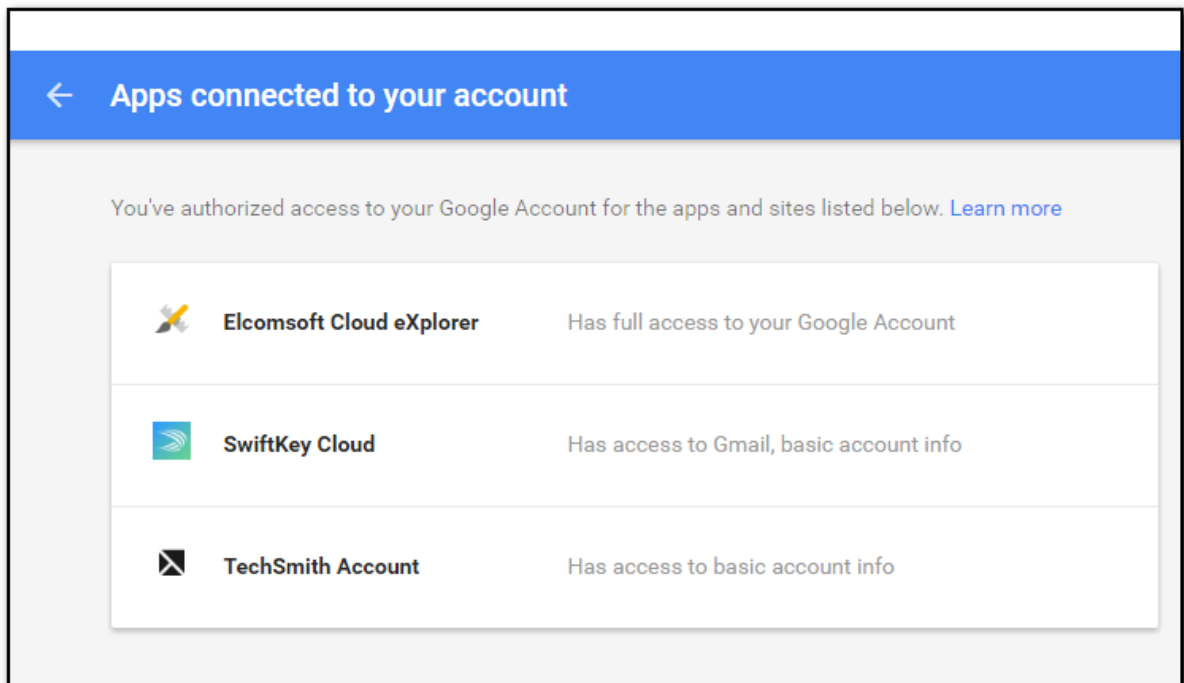 Apps connected to your account
You've authorized access to your Google Account for the apps and sites listed below. Learn more
Elcomsoft Cloud eXplorer Has full access to your Google Account
SwiftKey Cloud Has access to Gmail, basic account info
TechSmith Account Has access to basic account info